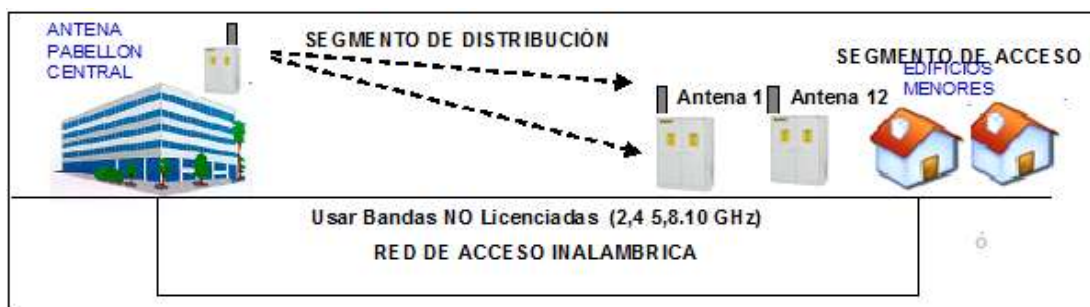 ANTENA
PABELLON
CENTRAL
SEGMENTO DE DISTRIBUCIÓN
SEGMENTO DE ACCESO
EDIFICIOS
MENORES
Antena 1
Antena 12
Usar Bandas NO Licenciadas (2,4 5,8.10 GHz)
RED DE ACCESO INALAMBRICA
ó